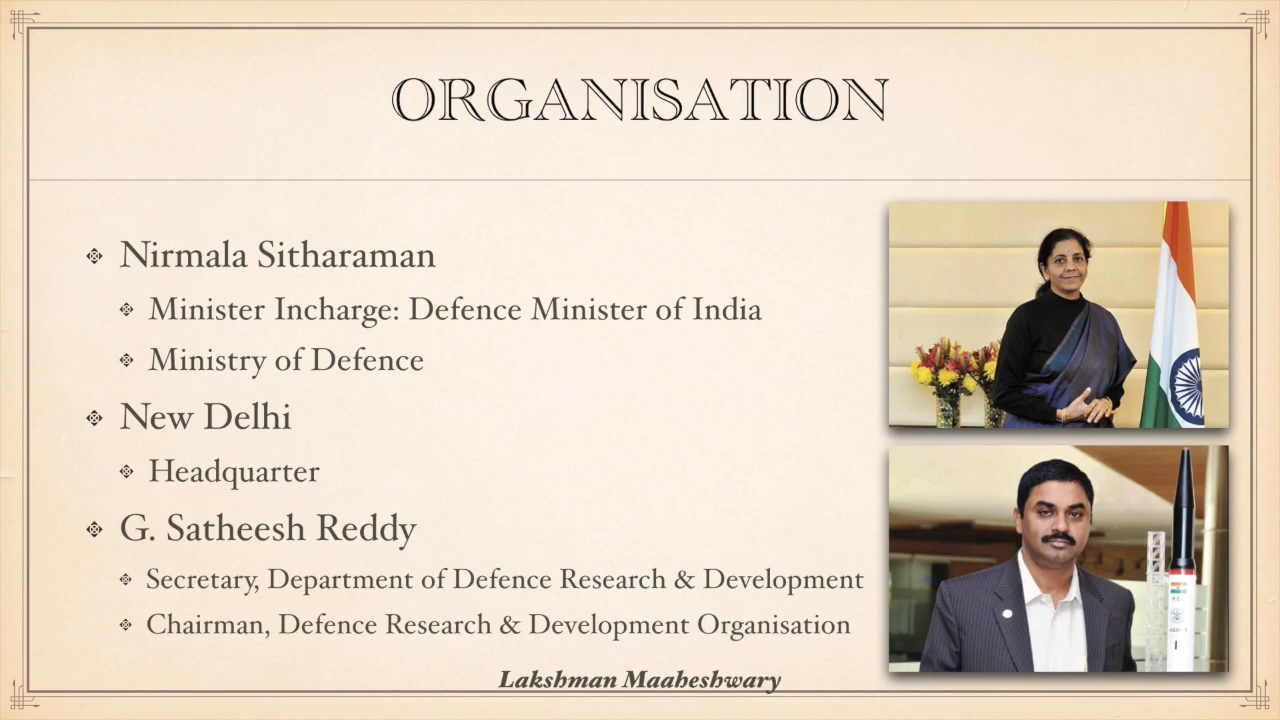 ORGANISATION
Nirmala Sitharaman
Minister Incharge: Defence Minister of India
Ministry of Defence
New Delhi
Headquarter
G. Satheesh Reddy
Secretary, Department of Defence Research & Development
Chairman, Defence Research & Development Organisation
Lakshman Maaheshwary